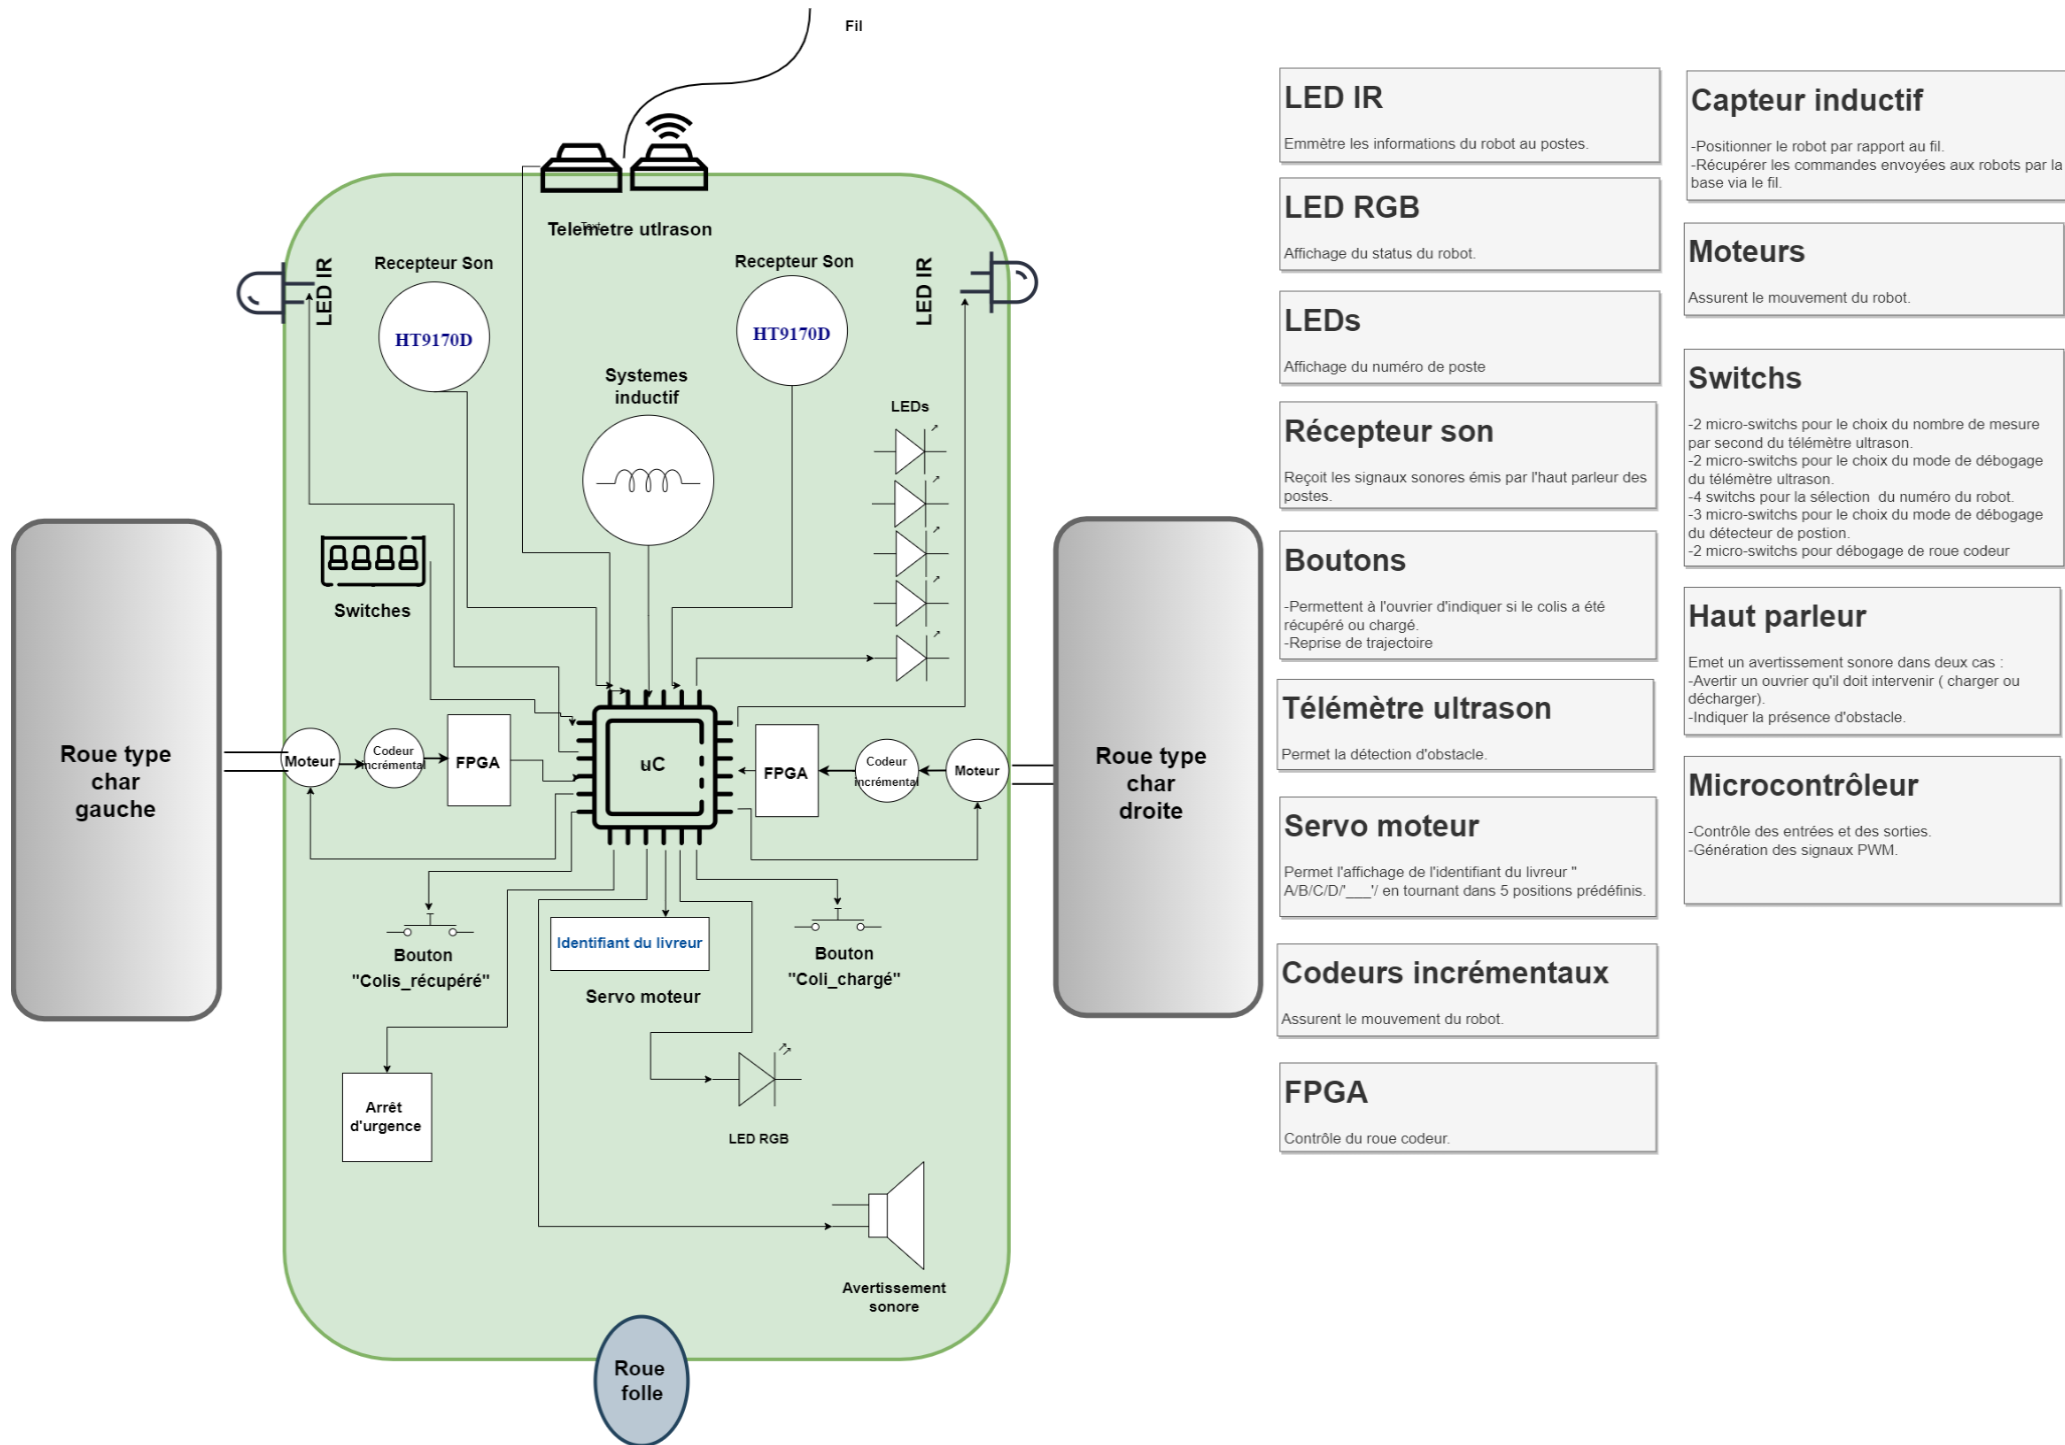 Fil
Telemetre utlrason
Text
Recepteur Son
HT9170D
Recepteur Son
HT9170D
LED IR
LED IR
Systemes
inductif
LEDs
Switches
Roue type
char
gauche
Moteur
Codeur
incrémental
FPGA
uC
FPGA
Codeur
incrémental
Moteur
Roue type
char
droite
Bouton
"Colis_récupéré"
Identifiant du livreur
Servo moteur
Bouton
"Coli_chargé"
Arrêt
d'urgence
LED RGB
Avertissement
sonore
Roue
folle
LED IR
Emmètre les informations du robot au postes.
LED RGB
Affichage du status du robot.
LEDs
Affichage du numéro de poste
Récepteur son
Reçoit les signaux sonores émis par l'haut parleur des
postes.
Boutons
-Permettent à l'ouvrier d'indiquer si le colis a été
récupéré ou chargé.
-Reprise de trajectoire
Télémètre ultrason
Permet la détection d'obstacle.
Servo moteur
Permet l'affichage de l'identifiant du livreur "
A/B/C/D/'___'/ en tournant dans 5 positions prédéfinis.
Codeurs incrémentaux
Assurent le mouvement du robot.
FPGA
Contrôle du roue codeur.
Capteur inductif
-Positionner le robot par rapport au fil.
-Récupérer les commandes envoyées aux robots par la
base via le fil.
Moteurs
Assurent le mouvement du robot.
Switchs
-2 micro-switchs pour le choix du nombre de mesure
par second du télémètre ultrason.
-2 micro-switchs pour le choix du mode de débogage
du télémètre ultrason.
-4 switchs pour la sélection du numéro du robot.
-3 micro-switchs pour le choix du mode de débogage
du détecteur de postion.
-2 micro-switchs pour débogage de roue codeur
Haut parleur
Emet un avertissement sonore dans deux cas :
-Avertir un ouvrier qu'il doit intervenir ( charger ou
décharger).
-Indiquer la présence d'obstacle.
Microcontrôleur
-Contrôle des entrées et des sorties.
-Génération des signaux PWM.